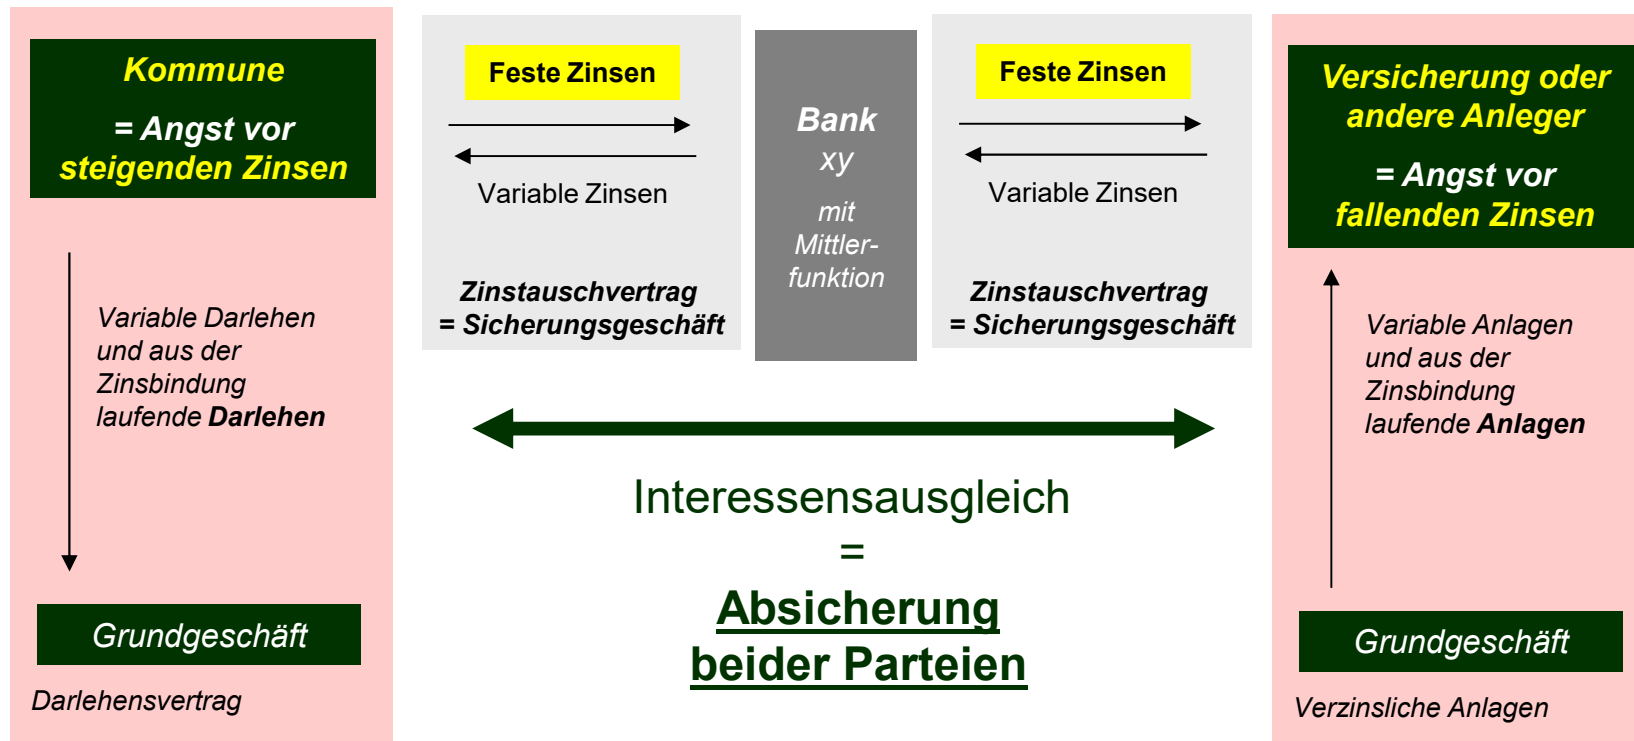 Kommune
= Angst vor
steigenden Zinsen
Variable Darlehen
und aus der
Zinsbindung
laufende Darlehen
Grundgeschäft
Darlehensvertrag
Feste Zinsen
Variable Zinsen
Zinstauschvertrag
= Sicherungsgeschäft
Bank
xy
mit
Mittler-
funktion
Feste Zinsen
Variable Zinsen
Zinstauschvertrag
= Sicherungsgeschäft
Interessensausgleich
=
Absicherung
beider Parteien
Versicherung oder
andere Anleger
= Angst vor
fallenden Zinsen
Variable Anlagen
und aus der
Zinsbindung
laufende Anlagen
Grundgeschäft
Verzinsliche Anlagen